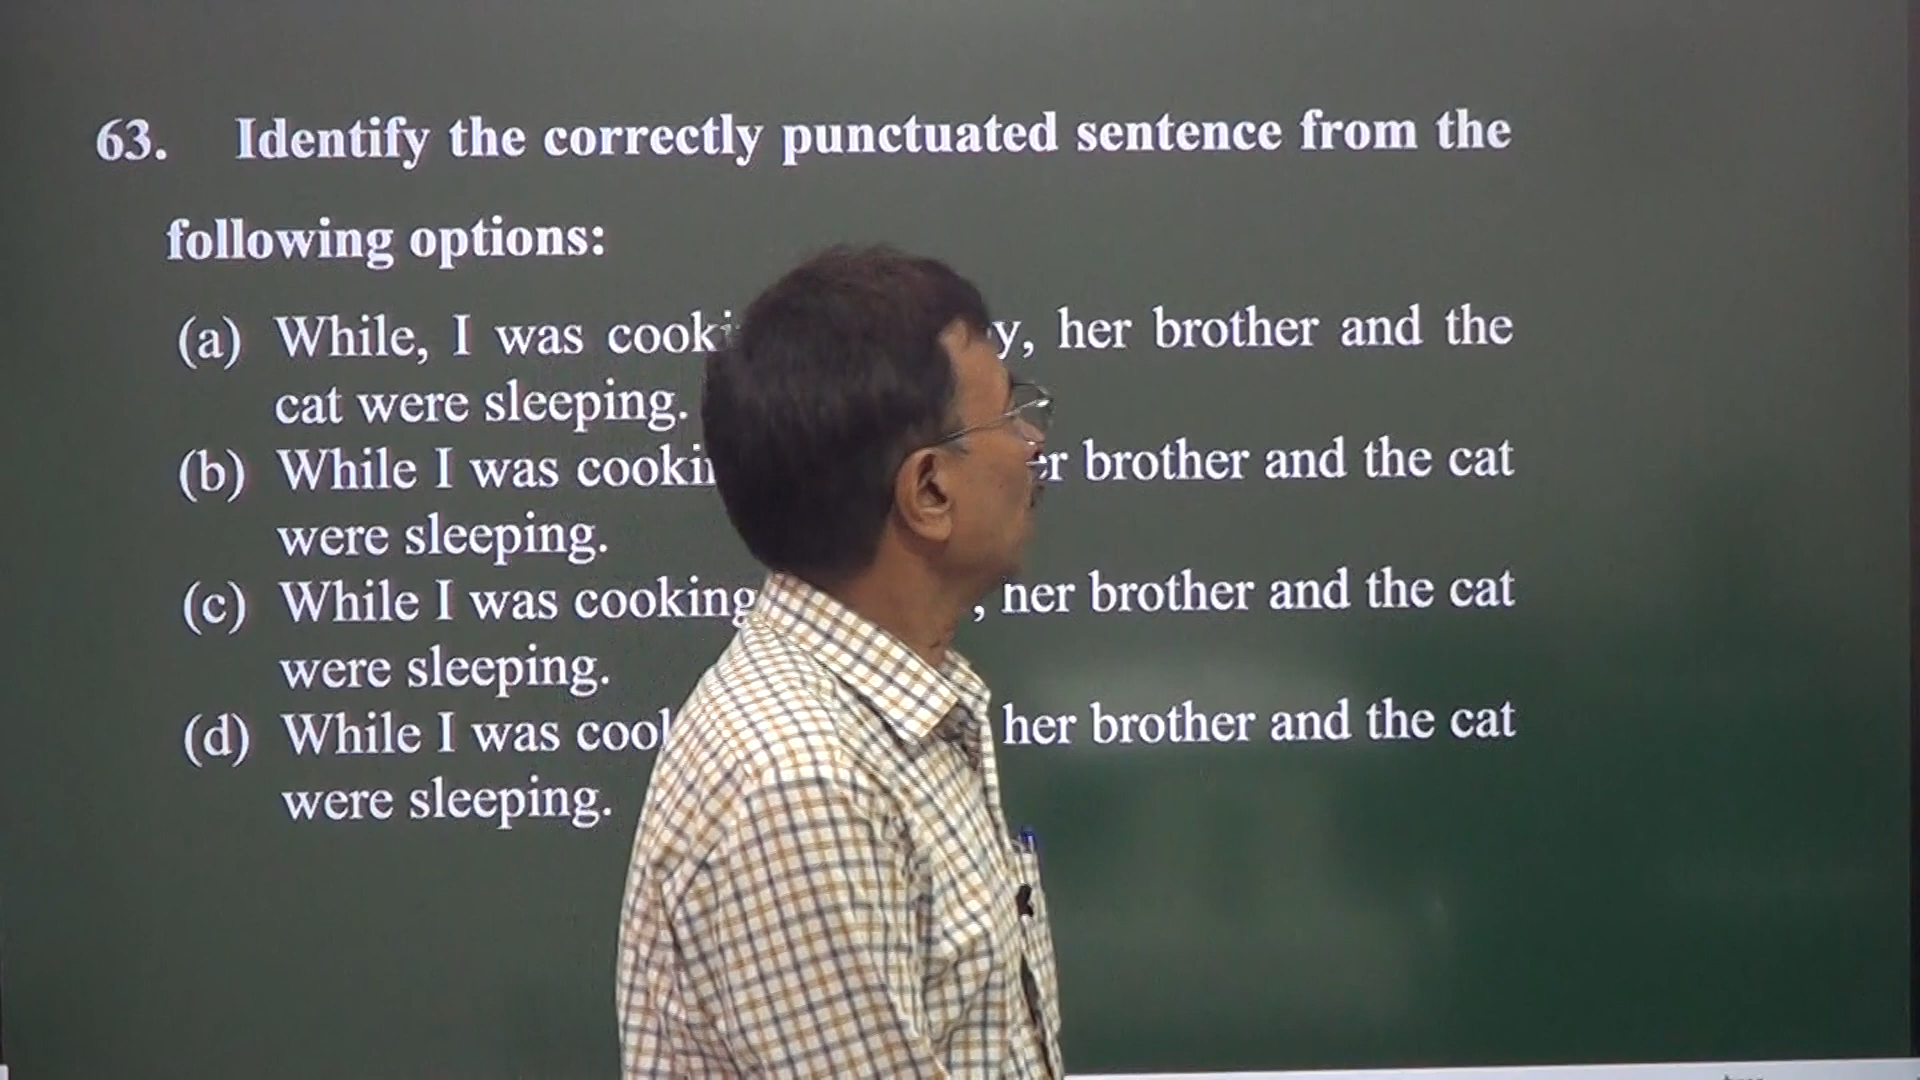 63. Identify the correctly punctuated sentence from the
following options:
(a) While, I was her brother and the
cat were sleeping.
(b) While I was brother and the cat
were sleeping.
(c) While I was cooking , her brother and the cat
were sleeping.
(d) While I was her brother and the cat
were sleeping.